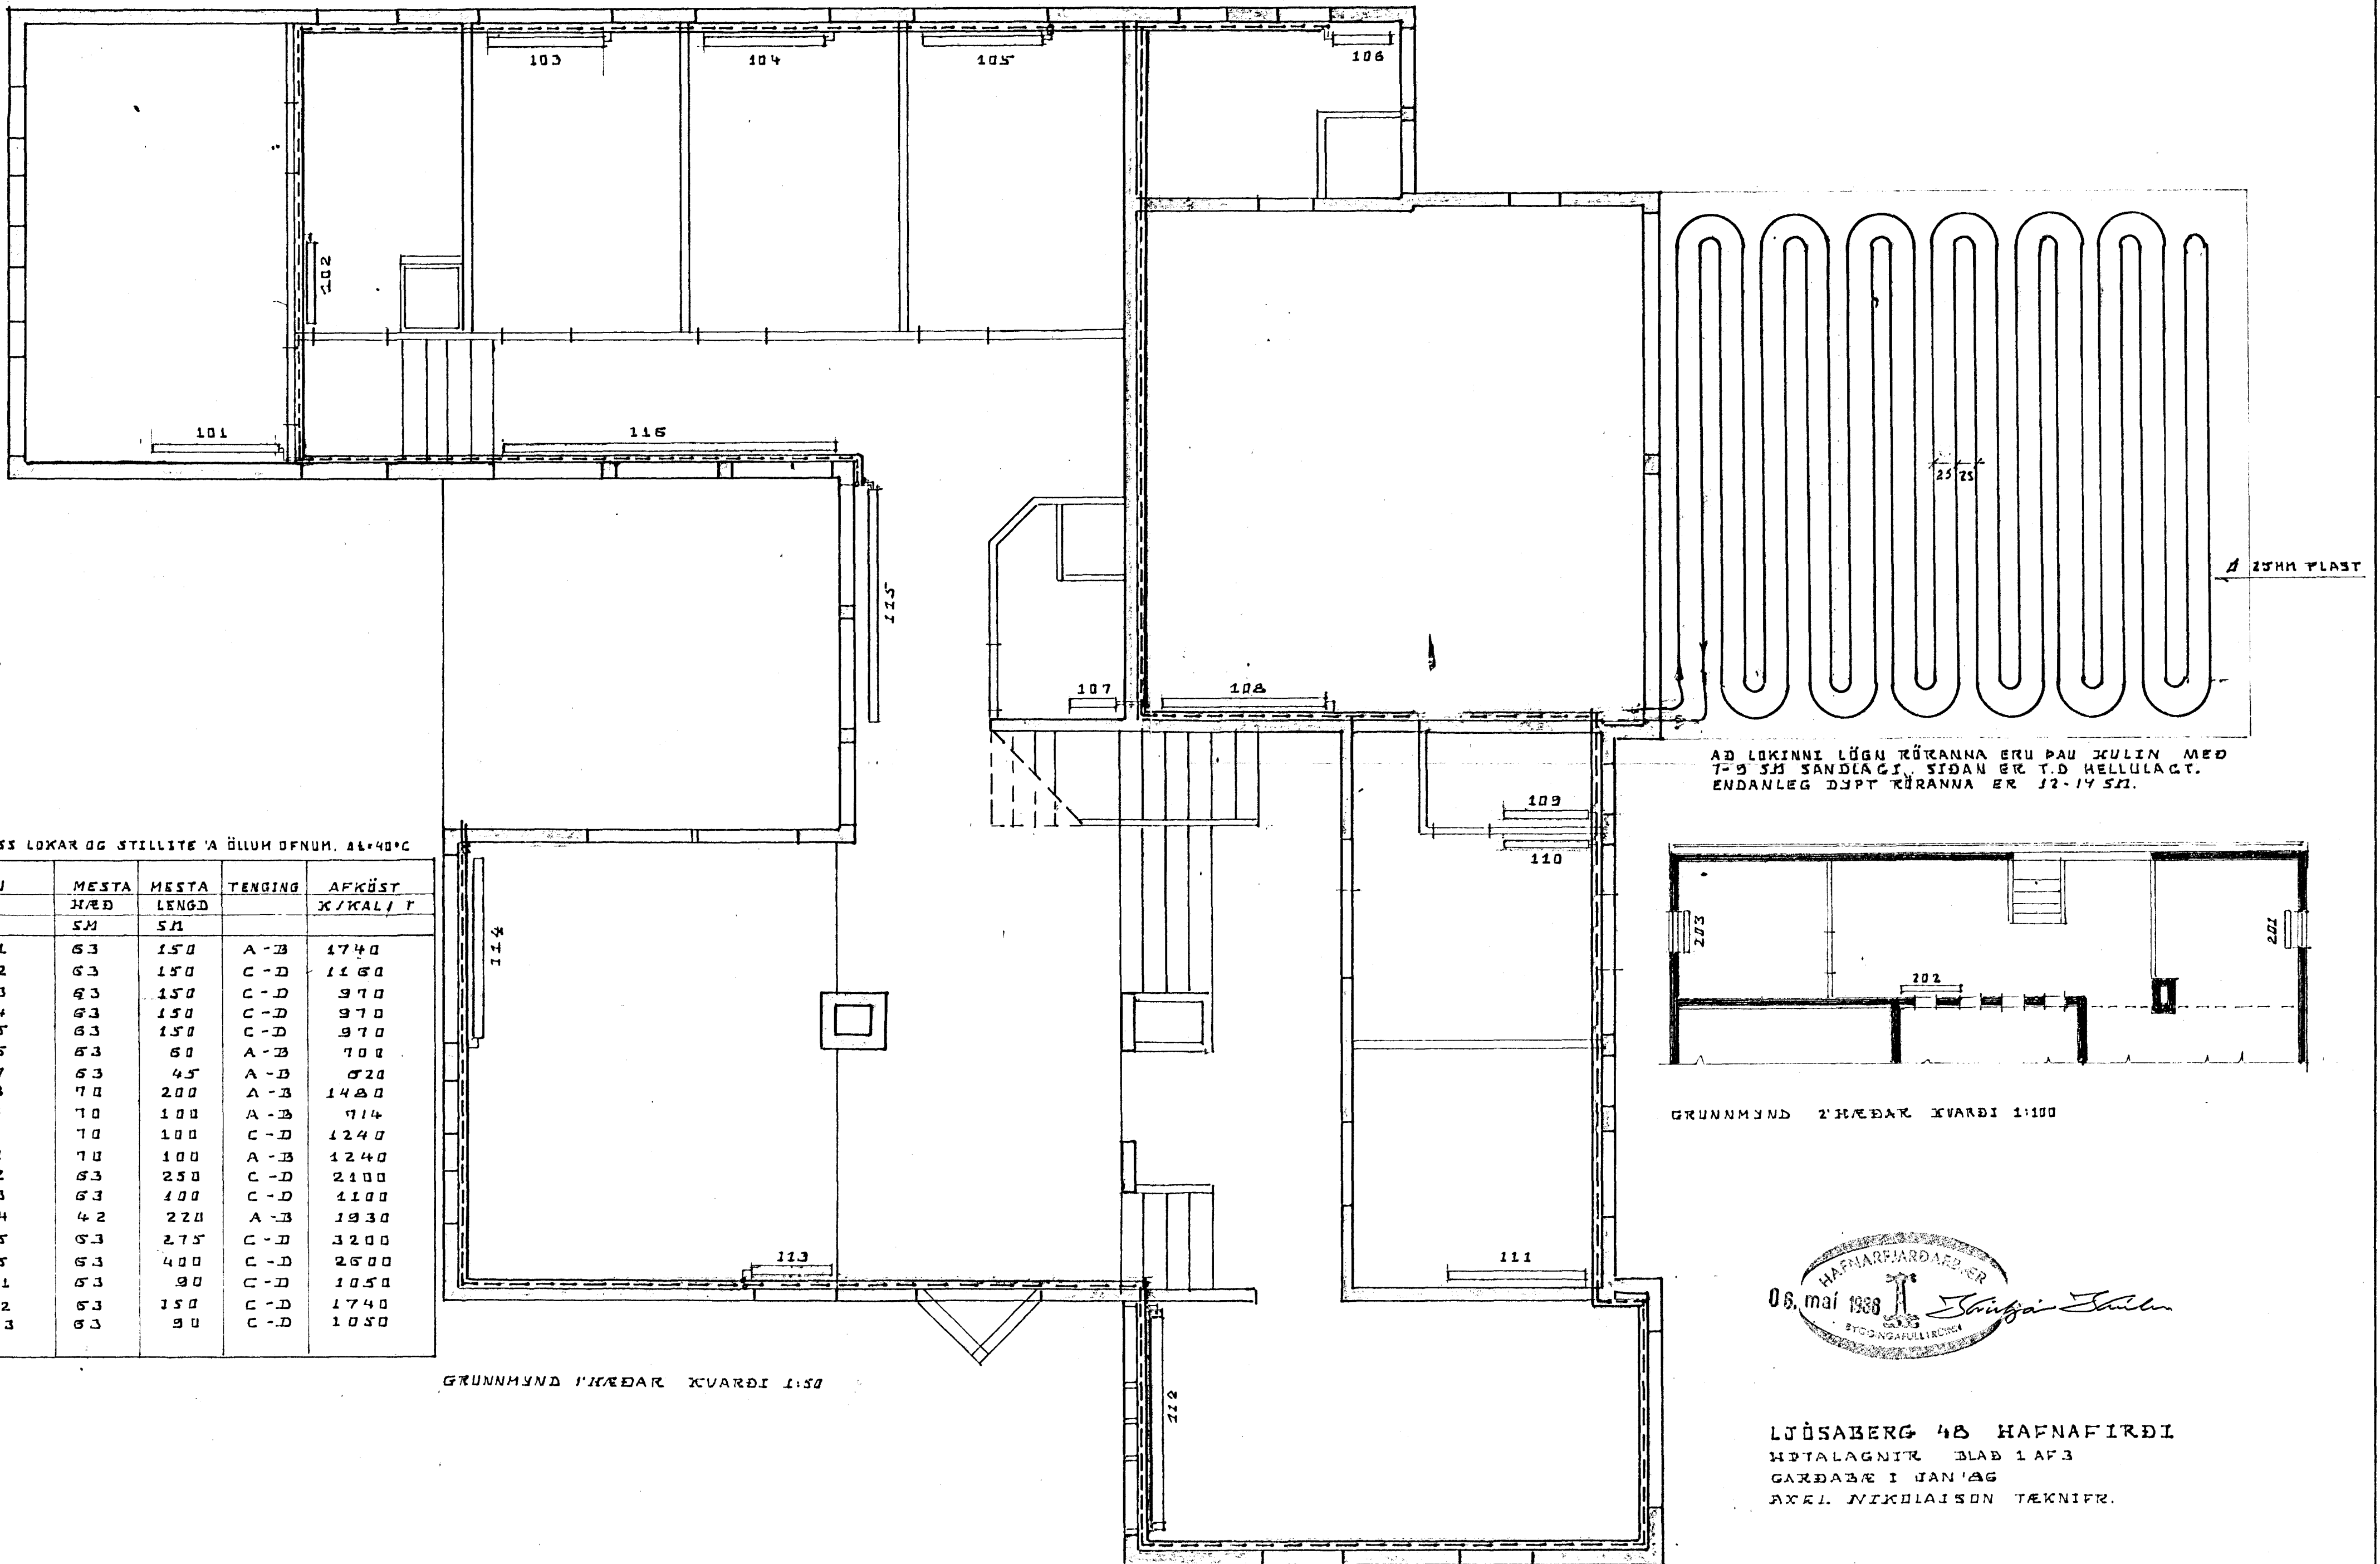 103
104
105
106
102
101
116
115
107
108
25 25
25MM PLAST
AÐ LOKINNI LÖGN RÖRANNA ERU ÞAU HULIN MEÐ
7-9 SM SANDLAGI, SIÐAN ER T.D HELLULAGT.
ENDANLEG DÝPT RÖRANNA ER 12-14 SM.
109
110
LOKAR OG STILLITE 'A ÖLLUM OFNUM. Δt=40°C
MESTA MESTA TENGING AFKÖST
HÆÐ LENGD K/KAL/T
SM SM
63 150 A-B 1740
63 150 C-D 1160
63 150 C-D 970
63 150 C-D 970
63 150 C-D 970
63 60 A-B 700
63 45 A-B 520
70 200 A-B 1480
70 100 A-B 714
70 100 C-D 1240
70 100 A-B 1240
63 250 C-D 2100
63 100 C-D 1100
42 220 A-B 1930
63 275 C-D 3200
63 400 C-D 2600
63 90 C-D 1050
63 150 C-D 1740
63 90 C-D 1050
114
203
202
201
GRUNNMYND 2'HÆÐAR KVARÐI 1:100
113
111
112
GRUNNMYND 1'HÆÐAR KVARÐI 1:50
HAFNARFJARÐARBÆR
06. maí 1986
BYGGINGAFULLTRÚI
LJÓSABERG 48 HAFNAFIRÐI
HITALAGNIR BLAÐ 1 AF 3
GARÐABÆ I JAN '86
AXEL NIKOLAISON TÆKNIFR.